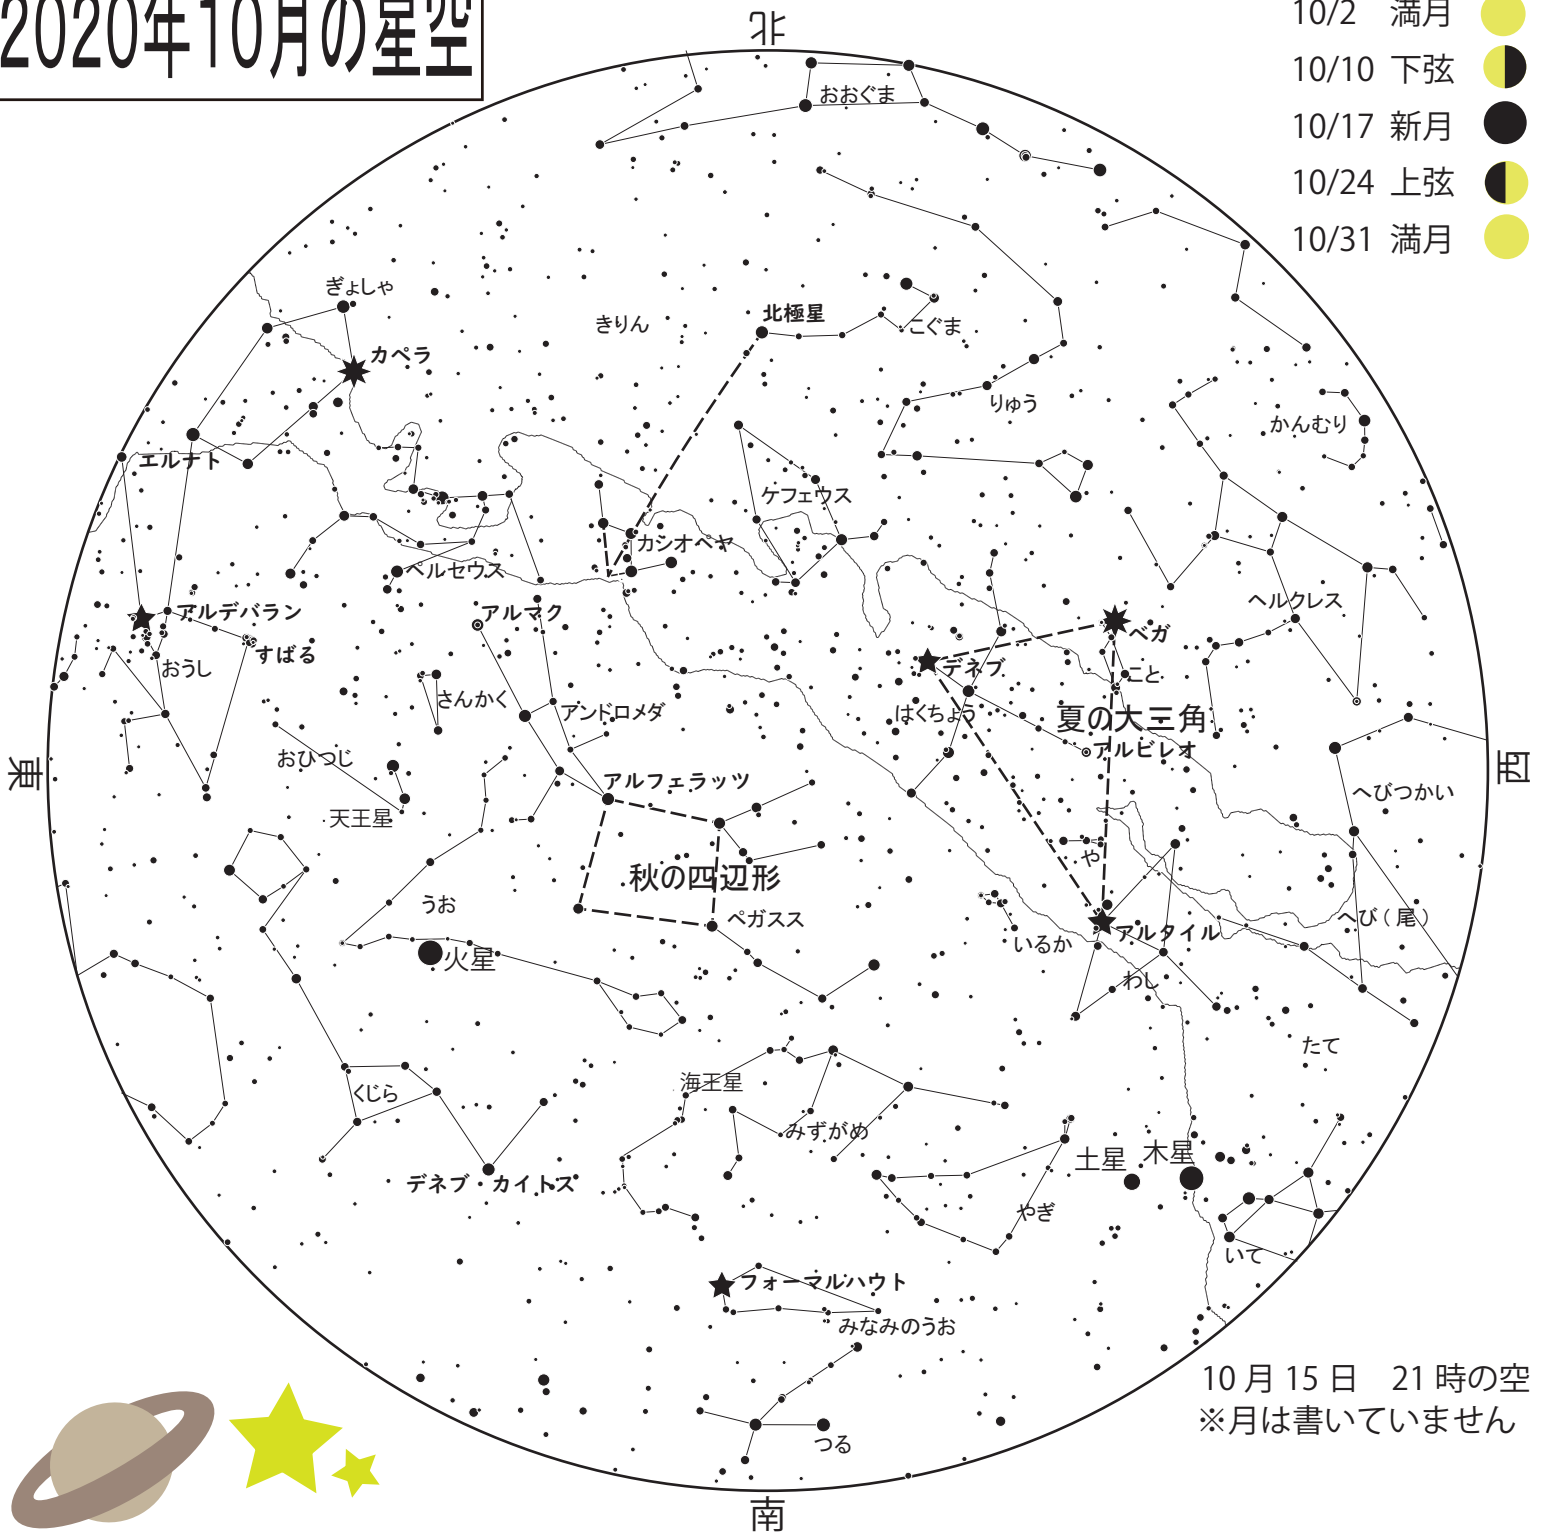 2020年10月の星空
北
10/2 満月
10/10 下弦
10/17 新月
10/24 上弦
10/31 満月
おおぐま
ぎょしゃ
きりん
北極星
こぐま
カペラ
りゅう
かんむり
エルナト
ケフェウス
カシオペヤ
ペルセウス
ヘルクレス
アルデバラン
アルマク
ベガ
すばる
おうし
デネブ
こと
さんかく
アンドロメダ
はくちょう
夏の大三角
アルビレオ
おひつじ
アルフェラッツ
東
西
へびつかい
天王星
や
秋の四辺形
うお
ペガスス
へび(尾)
いるか
アルタイル
火星
わし
たて
くじら
海王星
みずがめ
土星
木星
デネブ・カイトス
やぎ
いて
フォーマルハウト
みなみのうお
10月15日 21時の空
※月は書いていません
つる
南